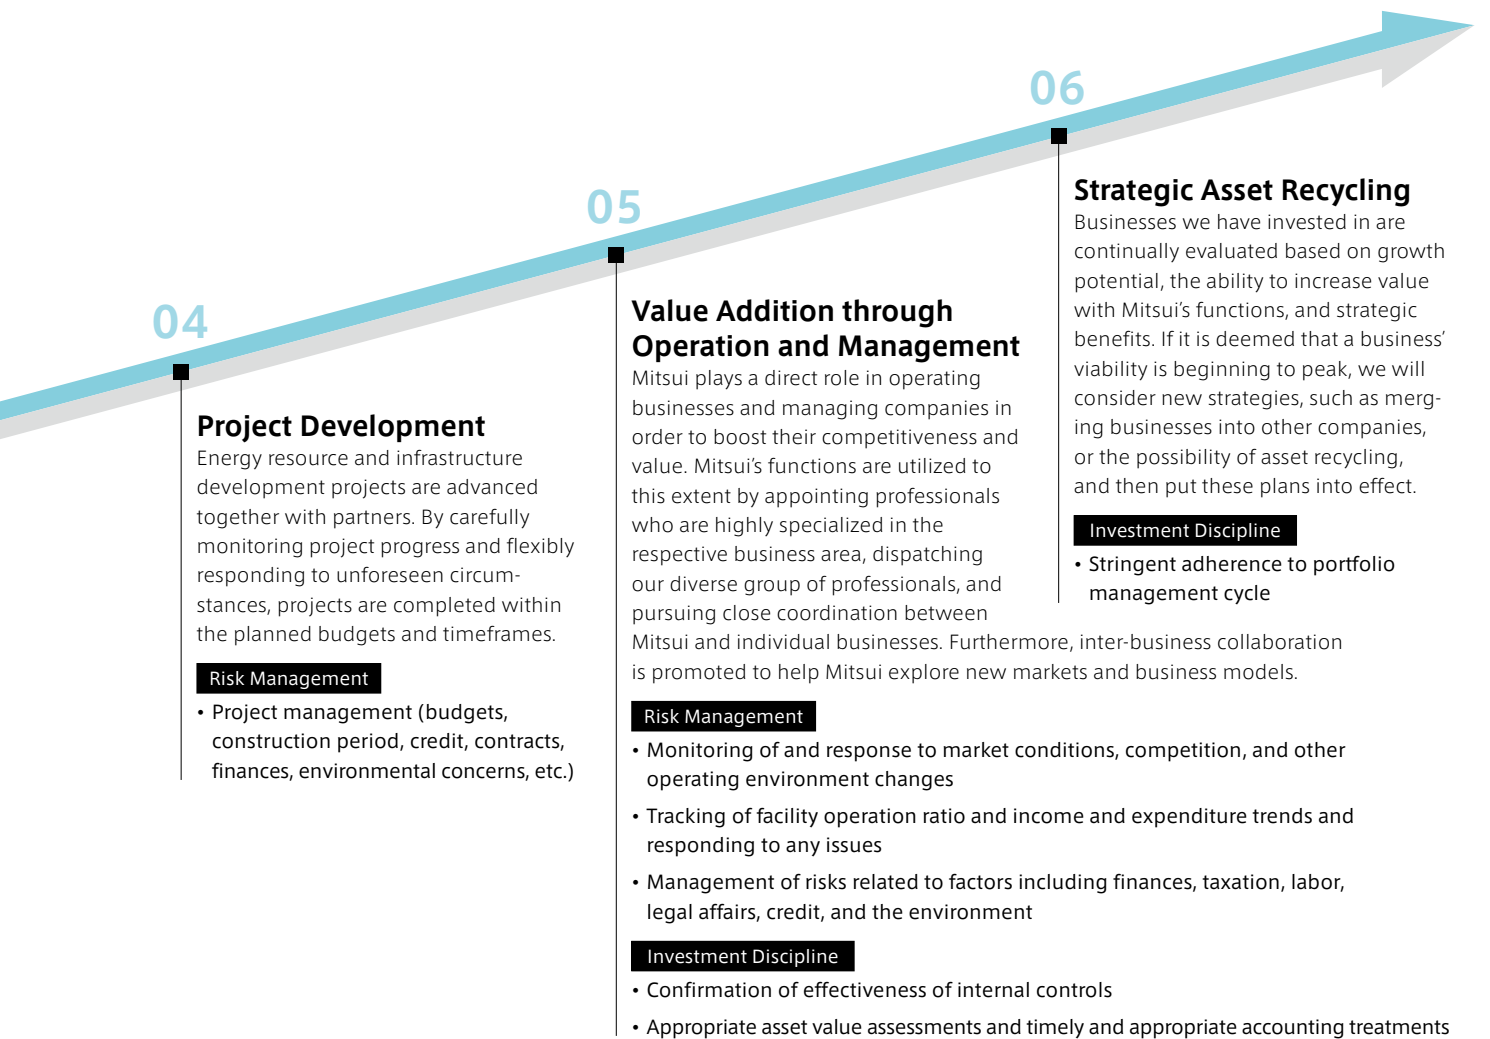 04
Project Development
Energy resource and infrastructure
development projects are advanced
together with partners. By carefully
monitoring project progress and flexibly
responding to unforeseen circum-
stances, projects are completed within
the planned budgets and timeframes.
Risk Management
• Project management (budgets,
construction period, credit, contracts,
finances, environmental concerns, etc.)
05
Value Addition through
Operation and Management
Mitsui plays a direct role in operating
businesses and managing companies in
order to boost their competitiveness and
value. Mitsui’s functions are utilized to
this extent by appointing professionals
who are highly specialized in the
respective business area, dispatching
our diverse group of professionals, and
pursuing close coordination between
Mitsui and individual businesses. Furthermore, inter-business collaboration
is promoted to help Mitsui explore new markets and business models.
Risk Management
• Monitoring of and response to market conditions, competition, and other
operating environment changes
• Tracking of facility operation ratio and income and expenditure trends and
responding to any issues
• Management of risks related to factors including finances, taxation, labor,
legal affairs, credit, and the environment
Investment Discipline
• Confirmation of effectiveness of internal controls
• Appropriate asset value assessments and timely and appropriate accounting treatments
06
Strategic Asset Recycling
Businesses we have invested in are
continually evaluated based on growth
potential, the ability to increase value
with Mitsui’s functions, and strategic
benefits. If it is deemed that a business’
viability is beginning to peak, we will
consider new strategies, such as merg-
ing businesses into other companies,
or the possibility of asset recycling,
and then put these plans into effect.
Investment Discipline
• Stringent adherence to portfolio
management cycle